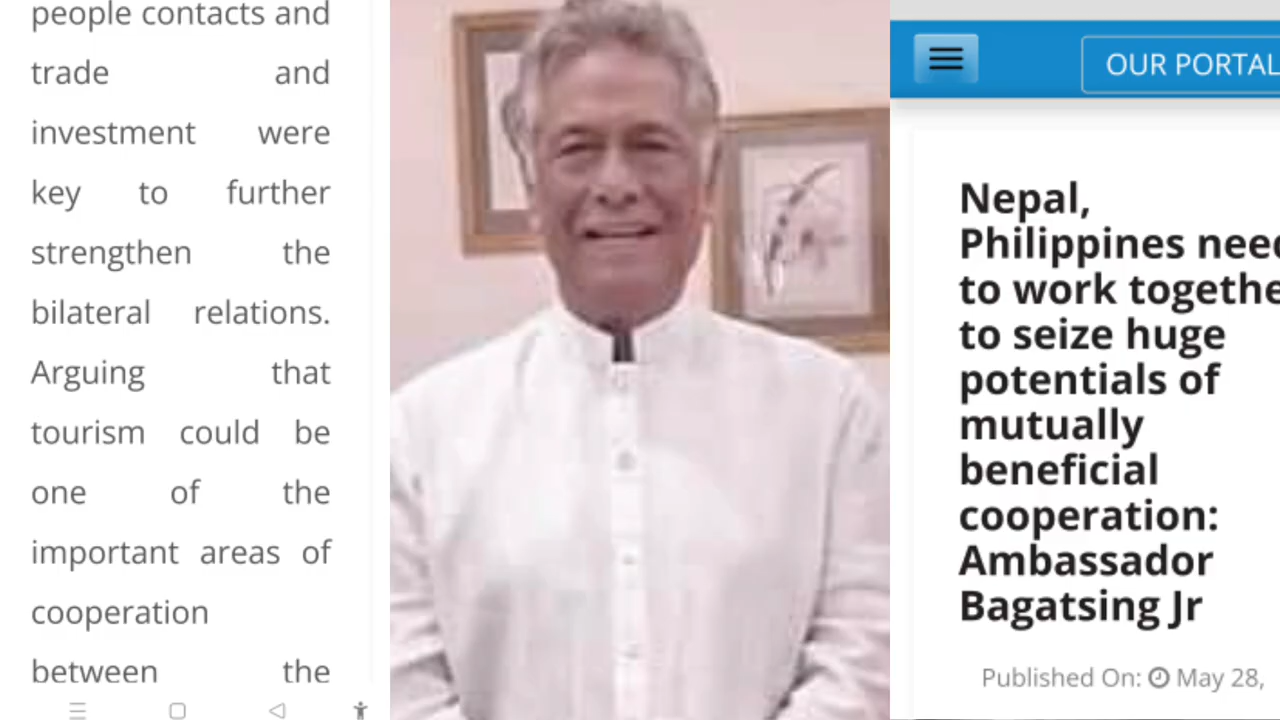 people contacts and
trade and
investment were
key to further
strengthen the
bilateral relations.
Arguing that
tourism could be
one of the
important areas of
cooperation
between the
OUR PORTAL
Nepal,
Philippines need
to work togethe
to seize huge
potentials of
mutually
beneficial
cooperation:
Ambassador
Bagatsing Jr
Published On: May 28,